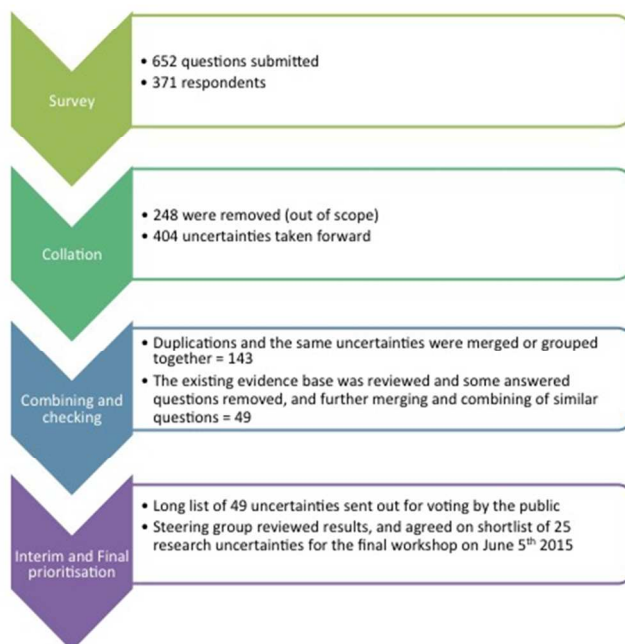 Survey
• 652 questions submitted
• 371 respondents
Collation
• 248 were removed (out of scope)
• 404 uncertainties taken forward
Combining and
checking
• Duplications and the same uncertainties were merged or grouped
together = 143
• The existing evidence base was reviewed and some answered
questions removed, and further merging and combining of similar
questions = 49
Interim and Final
prioritisation
• Long list of 49 uncertainties sent out for voting by the public
• Steering group reviewed results, and agreed on shortlist of 25
research uncertainties for the final workshop on June 5th 2015